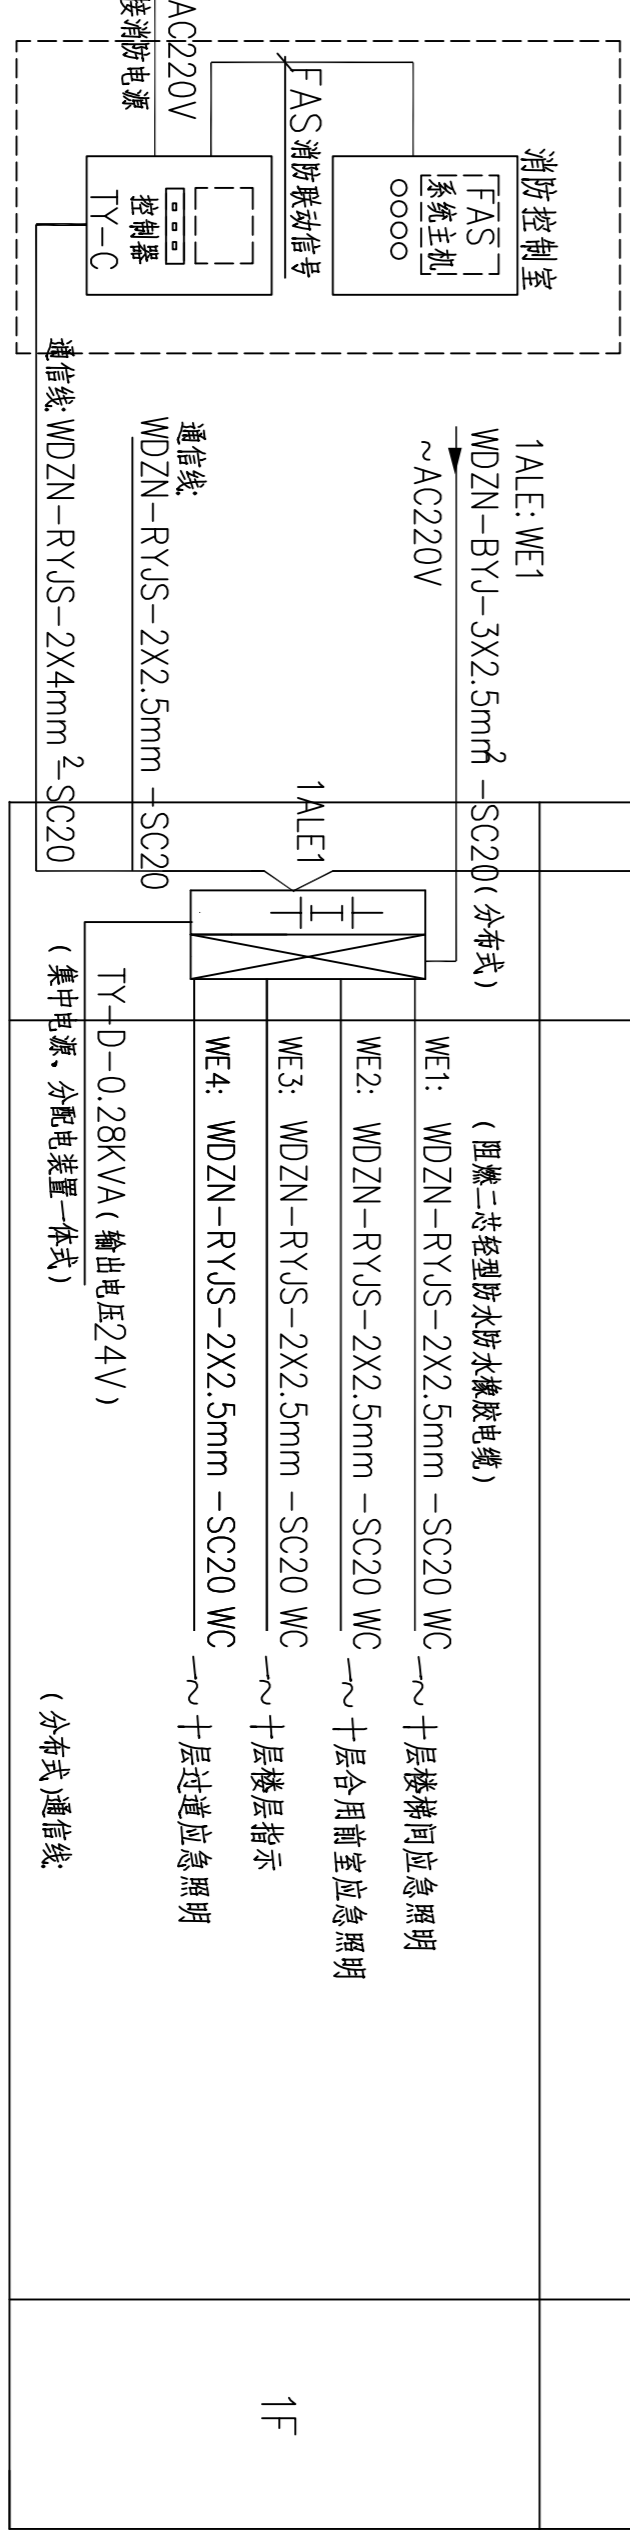 消防控制室
FAS
系统主机
FAS消防联动信号
控制器
TY-C
AC220V
接消防电源
1ALE: WE1
WDZN-BYJ-3X2.5mm² -SC20(分布式)
~AC220V
通信线:
WDZN-RYJS-2X2.5mm -SC20
通信线: WDZN-RYJS-2X4mm²-SC20
1ALE1
TY-D-0.28KVA(输出电压24V)
(集中电源、分配电装置一体式)
(阻燃二芯轻型防水防水橡胶电缆)
WE1: WDZN-RYJS-2X2.5mm -SC20 WC 一~十层楼梯间应急照明
WE2: WDZN-RYJS-2X2.5mm -SC20 WC 一~十层合用前室应急照明
WE3: WDZN-RYJS-2X2.5mm -SC20 WC 一~十层楼层指示
WE4: WDZN-RYJS-2X2.5mm -SC20 WC 一~十层过道应急照明
(分布式)通信线:
1F